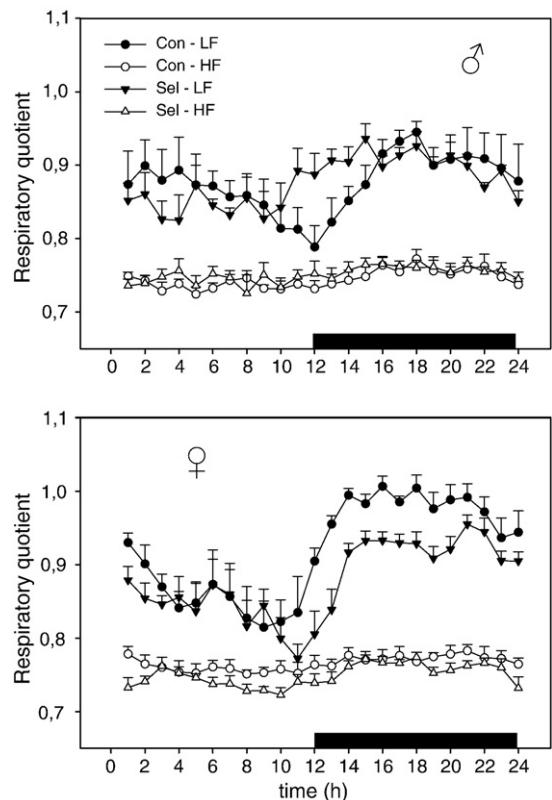 1,1
Con - LF
Con - HF
Sel - LF
Sel - HF
♂
1,0
0,9
0,8
0,7
Respiratory quotient
0 2 4 6 8 10 12 14 16 18 20 22 24
1,1
♀
1,0
0,9
0,8
0,7
Respiratory quotient
0 2 4 6 8 10 12 14 16 18 20 22 24
time (h)